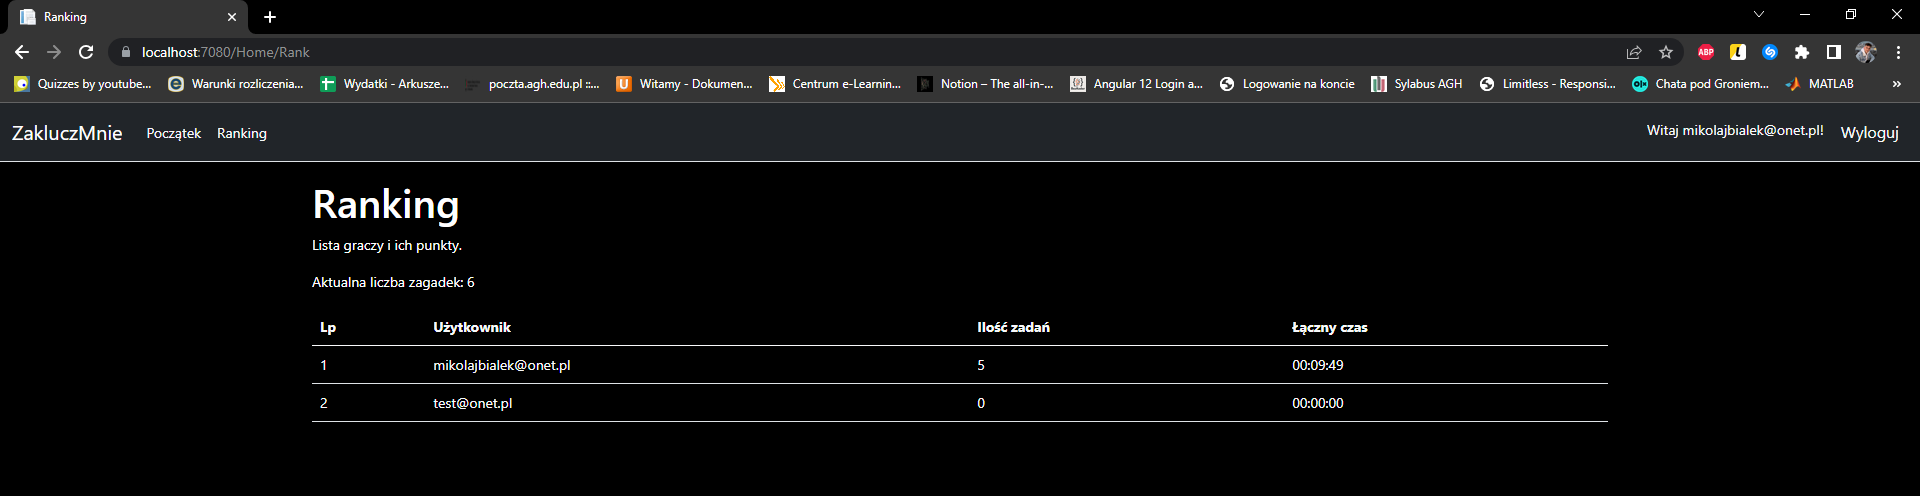 Ranking
localhost:7080/Home/Rank
ABP
Quizzes by youtube...
Warunki rozliczenia...
Wydatki - Arkusze...
poczta.agh.edu.pl ::...
U
Witamy - Dokumen...
Centrum e-Learnin...
Notion – The all-in-...
Angular 12 Login a...
Logowanie na koncie
Sylabus AGH
Limitless - Responsi...
Chata pod Groniem...
MATLAB
»
ZakluczMnie Początek Ranking Witaj mikolajbialek@onet.pl! Wyloguj
Ranking
Lista graczy i ich punkty.
Aktualna liczba zagadek: 6
Lp Użytkownik Ilość zadań Łączny czas
1 mikolajbialek@onet.pl 5 00:09:49
2 test@onet.pl 0 00:00:00